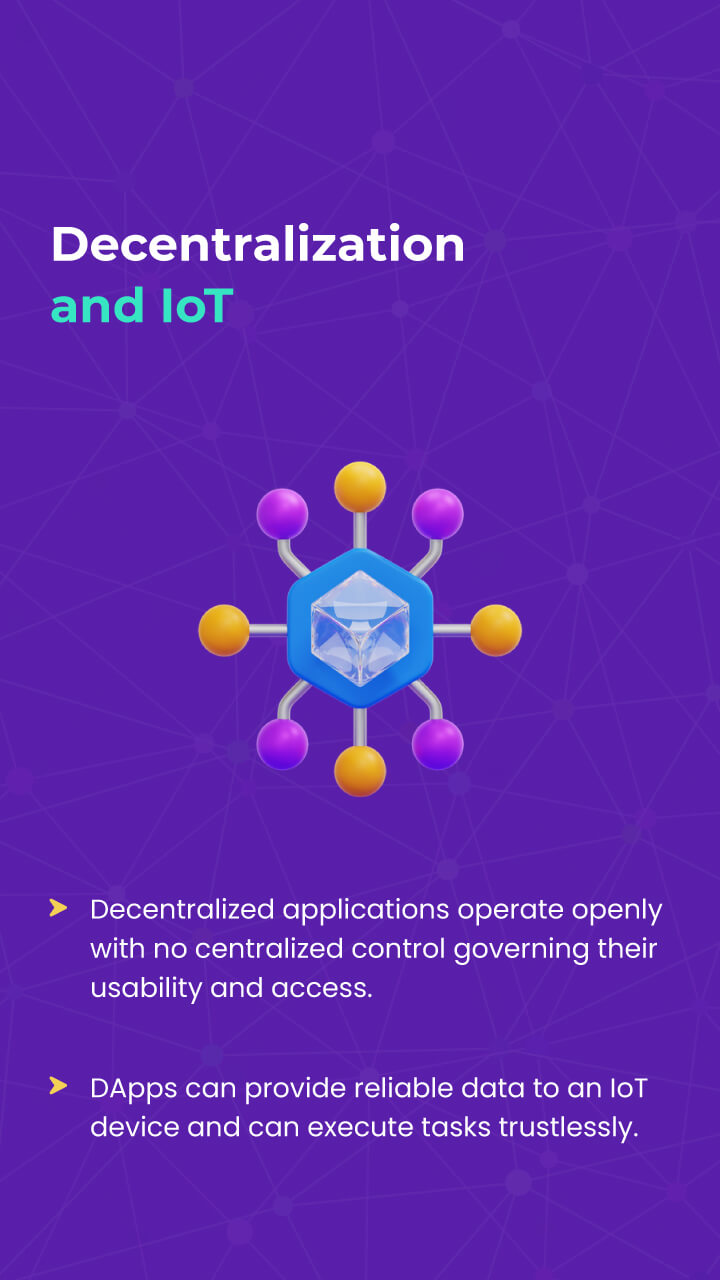 Decentralization
and IoT
Decentralized applications operate openly
with no centralized control governing their
usability and access.
DApps can provide reliable data to an IoT
device and can execute tasks trustlessly.